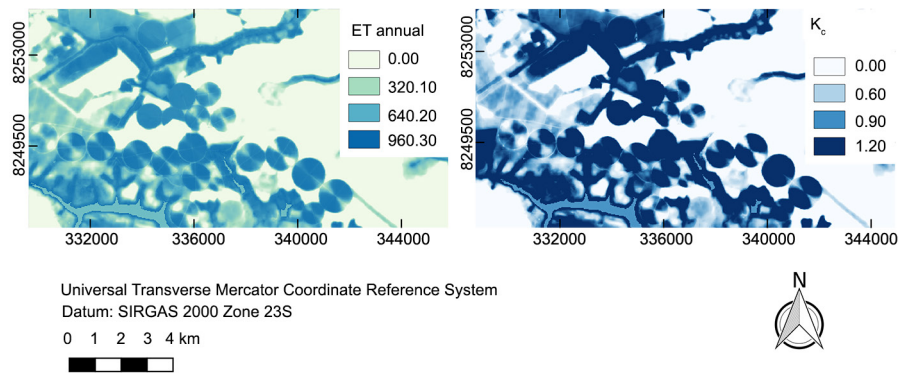 ET annual
0.00
320.10
640.20
960.30
8253000
8249500
332000 336000 340000 344000
Kc
0.00
0.60
0.90
1.20
8253000
8249500
332000 336000 340000 344000
Universal Transverse Mercator Coordinate Reference System
Datum: SIRGAS 2000 Zone 23S
0 1 2 3 4 km
N